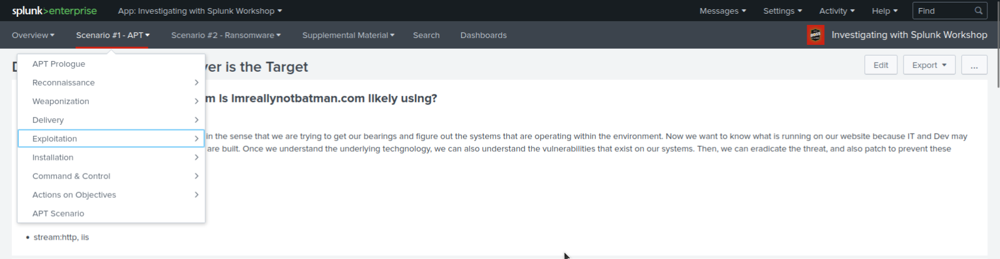 splunk>enterprise App: Investigating with Splunk Workshop Messages Settings Activity Help Find
Overview Scenario #1 - APT Scenario #2 - Ransomware Supplemental Material Search Dashboards Investigating with Splunk Workshop
ver is the Target Edit Export ...
APT Prologue
Reconnaissance
m is imreallynotbatman.com likely using?
Weaponization
Delivery
Exploitation
in the sense that we are trying to get our bearings and figure out the systems that are operating within the environment. Now we want to know what is running on our website because IT and Dev may
are built. Once we understand the underlying techgnology, we can also understand the vulnerabilities that exist on our systems. Then, we can eradicate the threat, and also patch to prevent these
Installation
Command & Control
Actions on Objectives
APT Scenario
• stream:http, iis